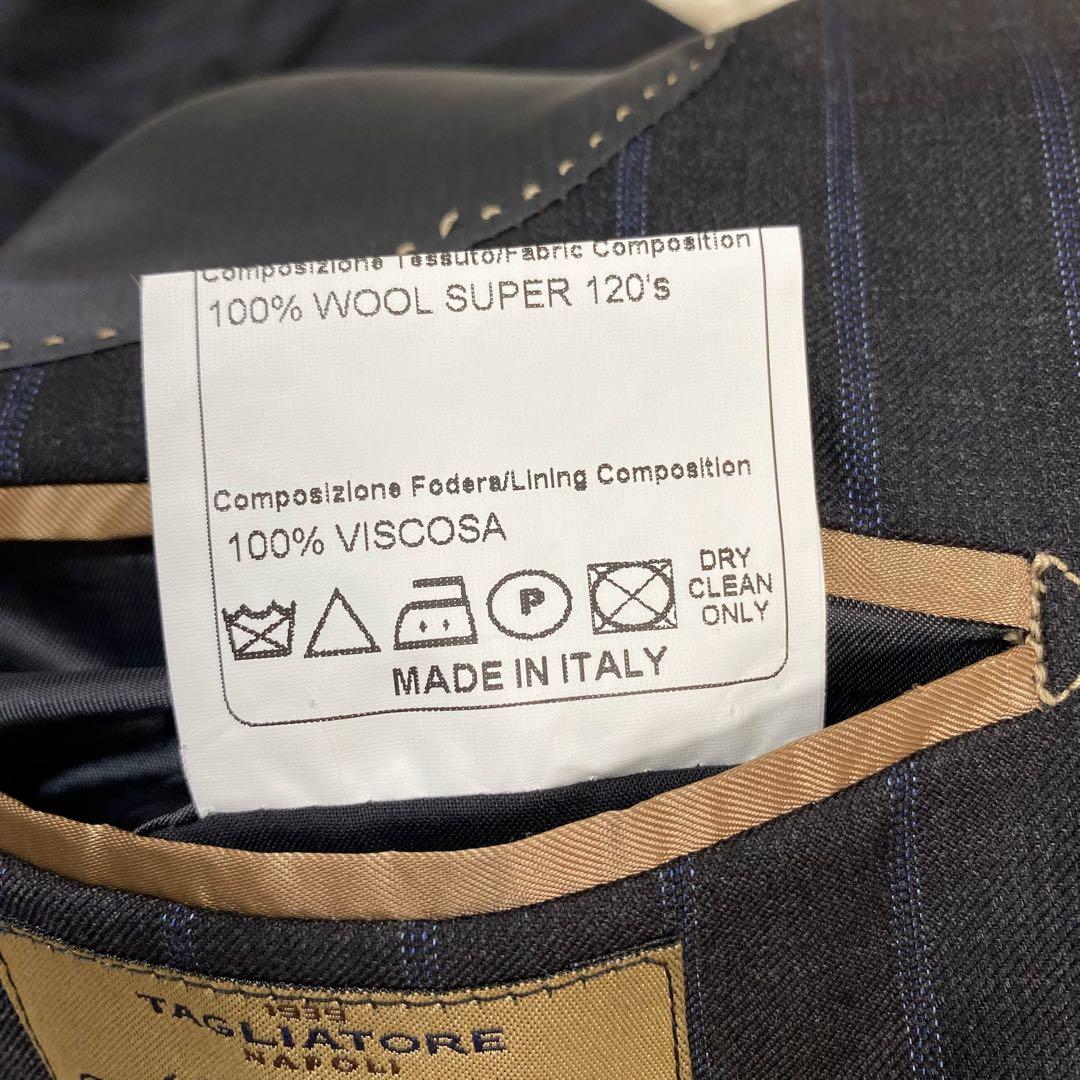 Composizione Tessuto/Fabric Composition
100% WOOL SUPER 120's
Composizione Fodera/Lining Composition
100% VISCOSA
P
DRY
CLEAN
ONLY
MADE IN ITALY
TAGLIATORE
NAPOLI